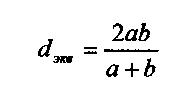 d_экв = 2ab / (a + b)